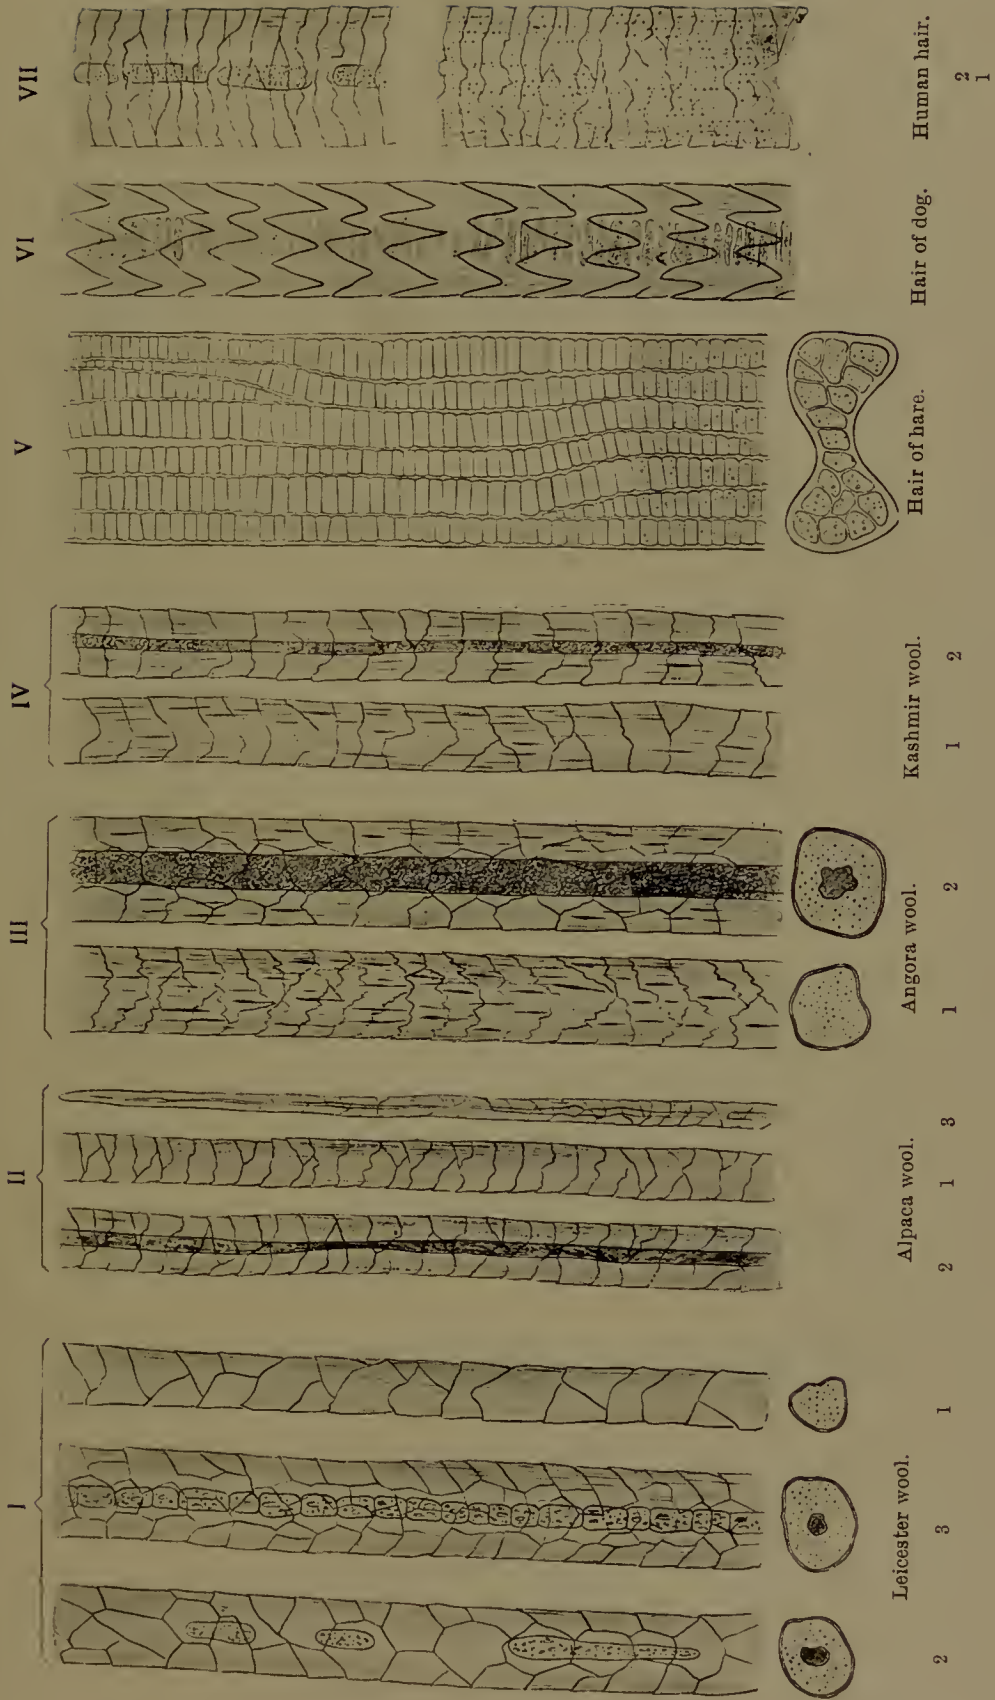 I II III IV V VI VII
Leicester wool. Alpaca wool. Angora wool. Kashmir wool. Hair of hare. Hair of dog. Human hair.
2 3 1 2 1 3 1 2 1 2 2
1